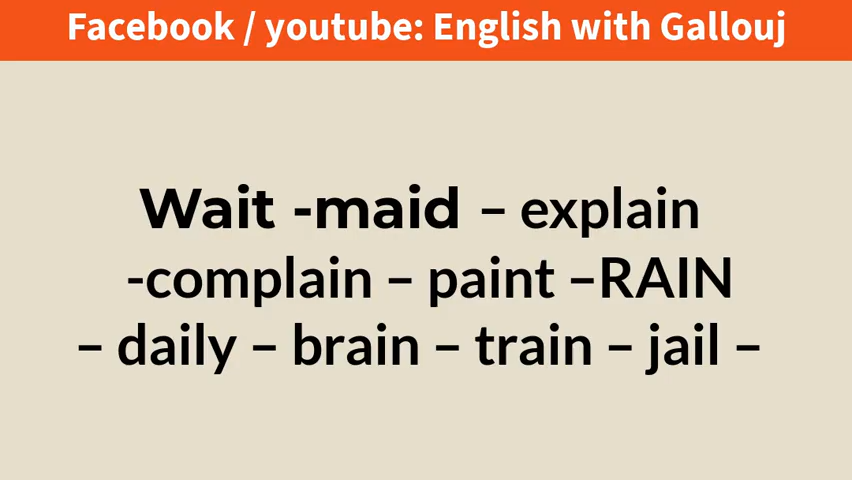 Facebook / youtube: English with Gallouj
Wait -maid – explain
-complain – paint –RAIN
– daily – brain – train – jail –